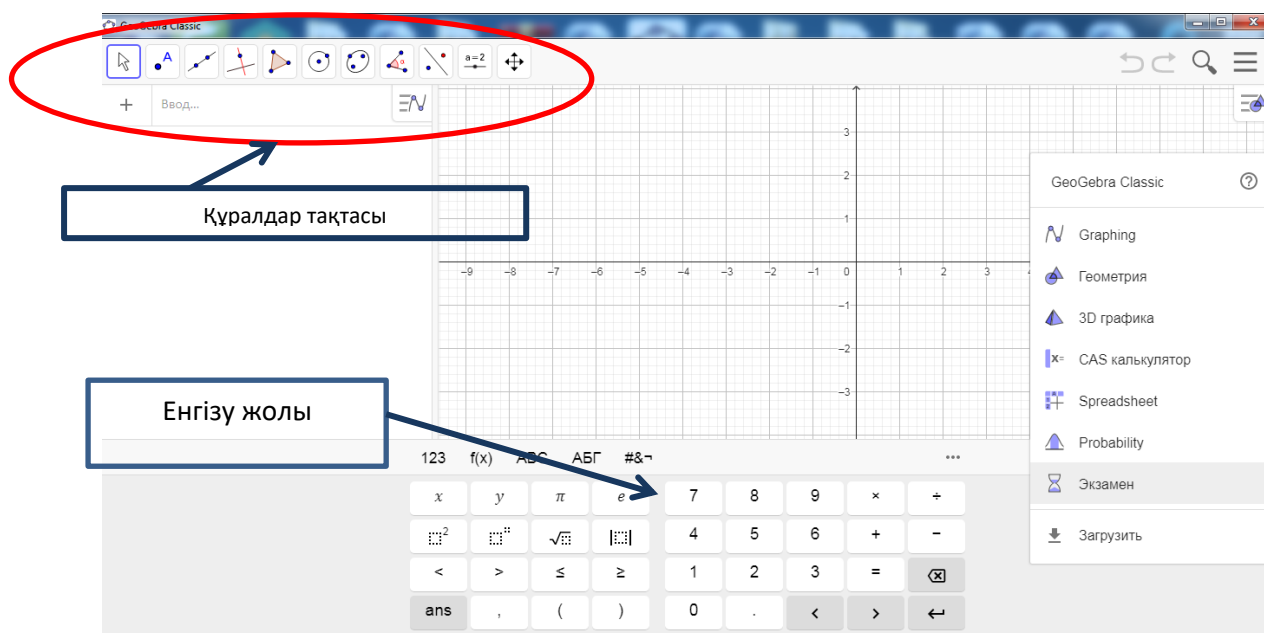 GeoGebra Classic
A
a=2
+ Ввод...
Құралдар тақтасы
3
2
1
−9 −8 −7 −6 −5 −4 −3 −2 −1 0 1 2 3
−1
−2
−3
GeoGebra Classic
Graphing
Геометрия
3D графика
x= CAS калькулятор
Spreadsheet
Probability
Экзамен
Загрузить
Енгізу жолы
123 f(x) ABC АБГ #&¬ ...
x y π e 7 8 9 × ÷
2 √ 4 5 6 + −
< > ≤ ≥ 1 2 3 =
ans , ( ) 0 . < >